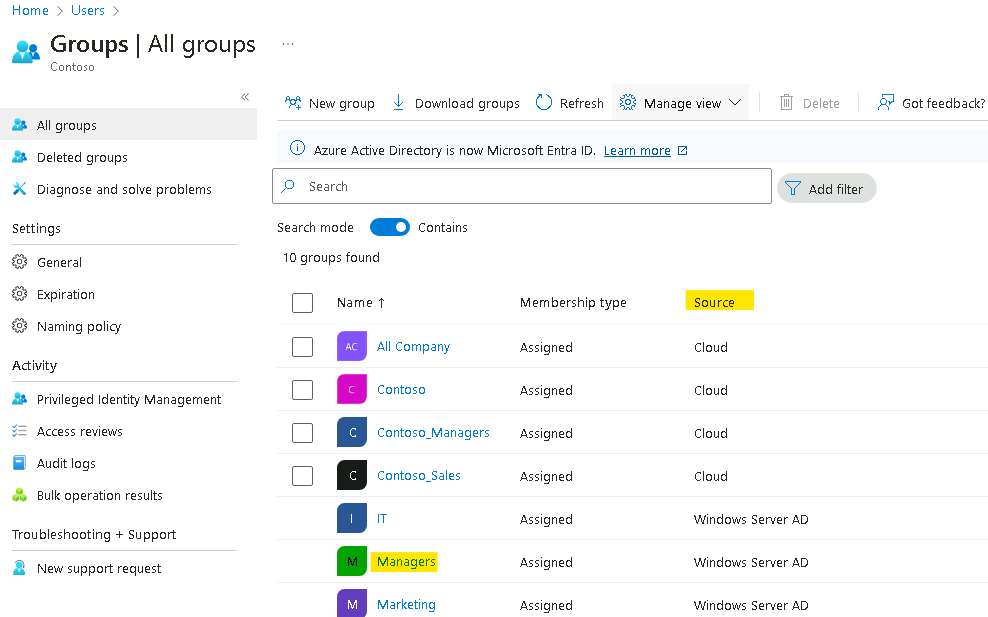 Home > Users >
Groups | All groups ...
Contoso
«
All groups
Deleted groups
Diagnose and solve problems
Settings
General
Expiration
Naming policy
Activity
Privileged Identity Management
Access reviews
Audit logs
Bulk operation results
Troubleshooting + Support
New support request
New group Download groups Refresh Manage view Delete Got feedback?
Azure Active Directory is now Microsoft Entra ID. Learn more
Search Add filter
Search mode Contains
10 groups found
Name ↑ Membership type Source
AC All Company Assigned Cloud
C Contoso Assigned Cloud
C Contoso_Managers Assigned Cloud
C Contoso_Sales Assigned Cloud
I IT Assigned Windows Server AD
M Managers Assigned Windows Server AD
M Marketing Assigned Windows Server AD